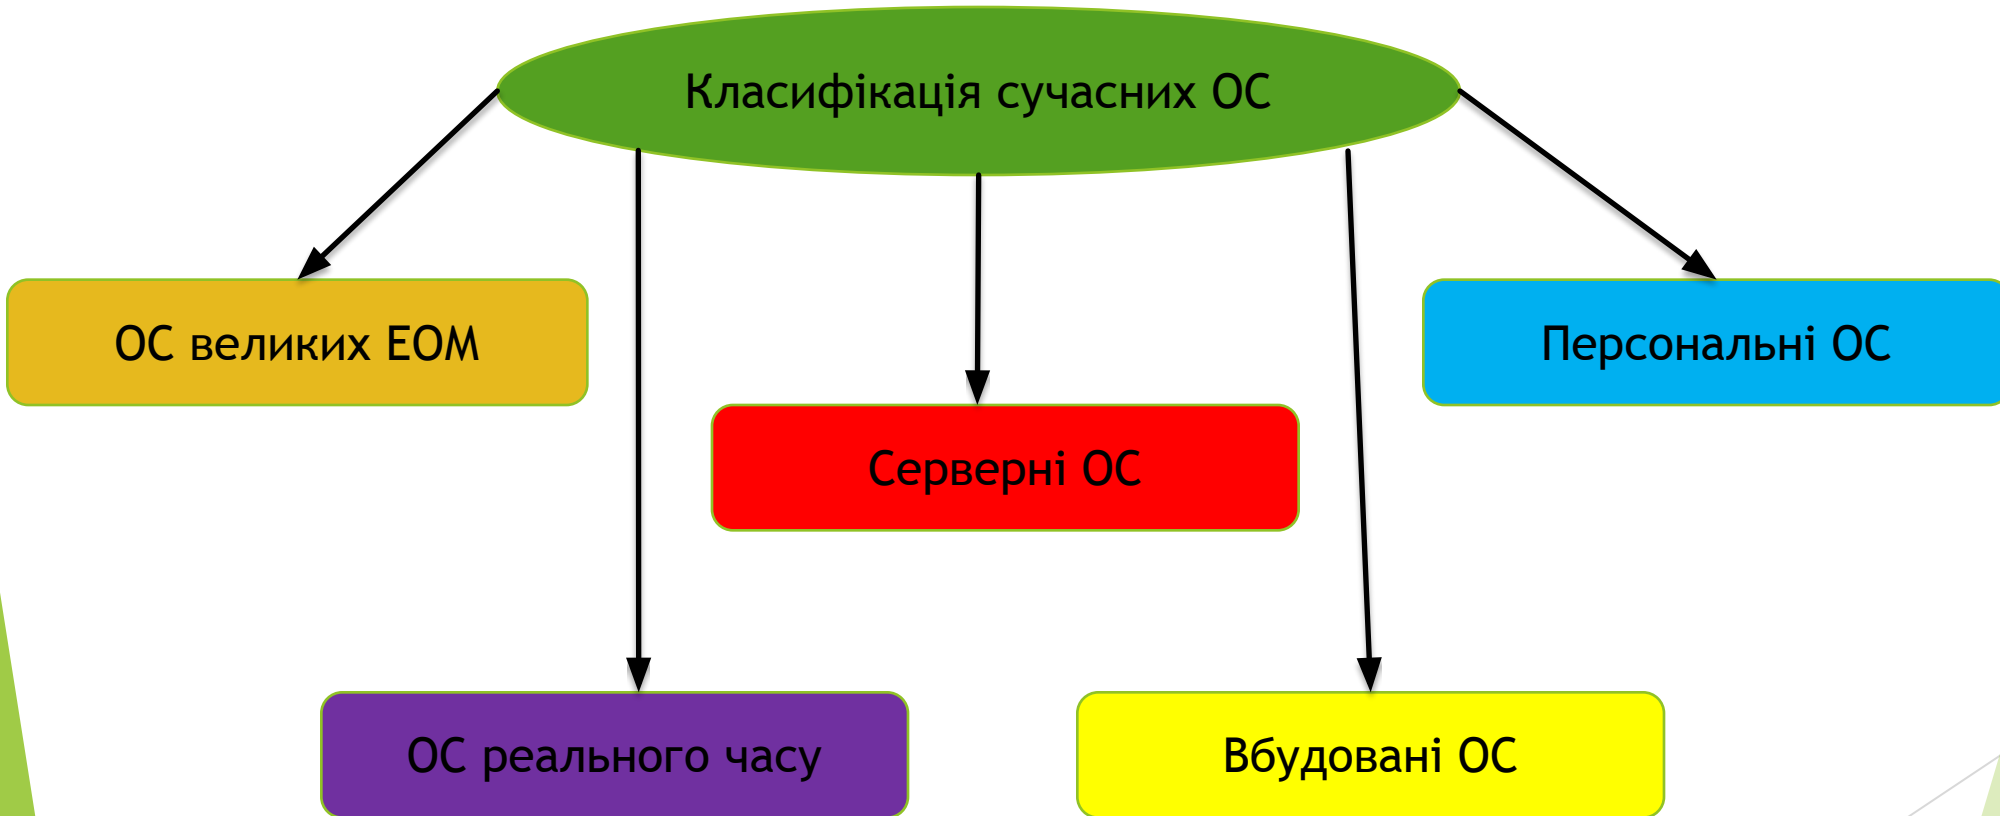 Класифікація сучасних ОС
ОС великих ЕОМ
Персональні ОС
Серверні ОС
ОС реального часу
Вбудовані ОС